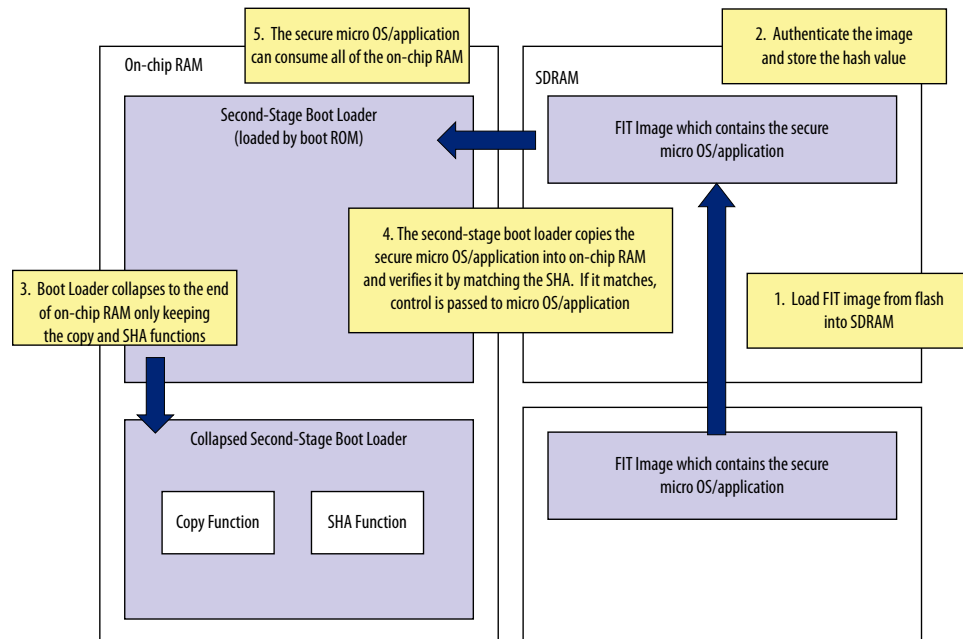 5. The secure micro OS/application
can consume all of the on-chip RAM
2. Authenticate the image
and store the hash value
On-chip RAM
SDRAM
Second-Stage Boot Loader
(loaded by boot ROM)
FIT Image which contains the secure
micro OS/application
4. The second-stage boot loader copies the
secure micro OS/application into on-chip RAM
and verifies it by matching the SHA. If it matches,
control is passed to micro OS/application
3. Boot Loader collapses to the end
of on-chip RAM only keeping
the copy and SHA functions
1. Load FIT image from flash
into SDRAM
Collapsed Second-Stage Boot Loader
Copy Function
SHA Function
FIT Image which contains the secure
micro OS/application